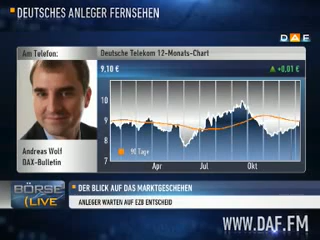 DEUTSCHES ANLEGER FERNSEHEN
DAF
Am Telefon:
Deutsche Telekom 12-Monats-Chart
9,10 €
+0,01 €
10
9
8
7
90 Tage
Apr
Jul
Okt
Andreas Wolf
DAX-Bulletin
BÖRSE
LIVE
DER BLICK AUF DAS MARKTGESCHEHEN
ANLEGER WARTEN AUF EZB ENTSCHEID
WWW.DAF.FM